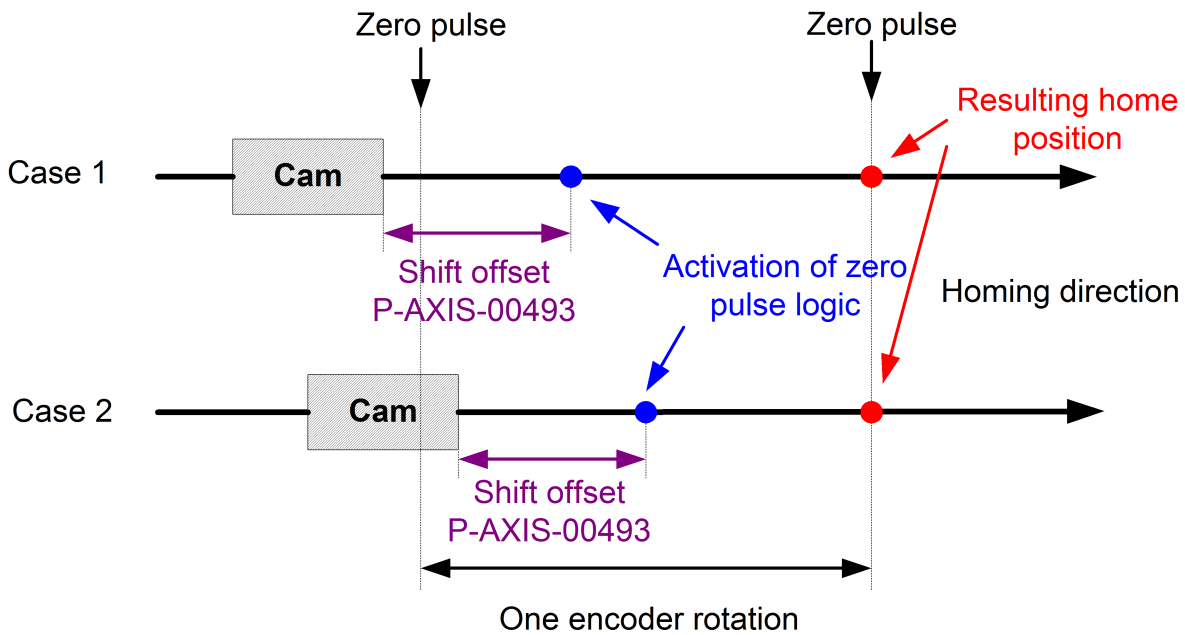 Zero pulse
Zero pulse
Resulting home
position
Case 1
Cam
Shift offset
P-AXIS-00493
Activation of zero
pulse logic
Homing direction
Case 2
Cam
Shift offset
P-AXIS-00493
One encoder rotation